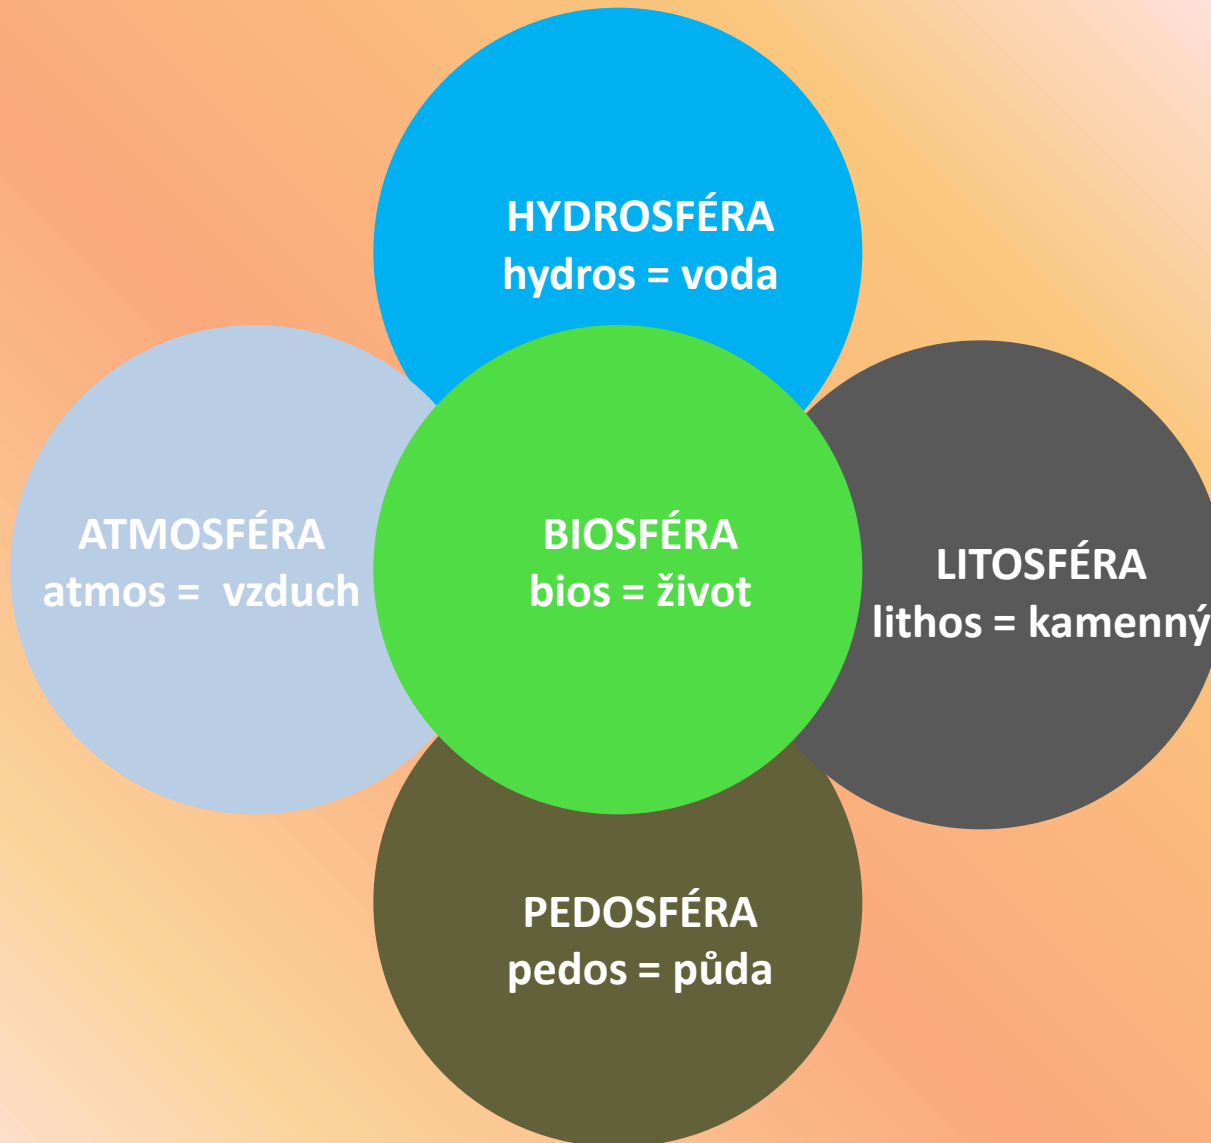 HYDROSFÉRA
hydros = voda
ATMOSFÉRA
atmos =  vzduch
BIOSFÉRA
bios = život
LITOSFÉRA
lithos = kamenný
PEDOSFÉRA
pedos = půda